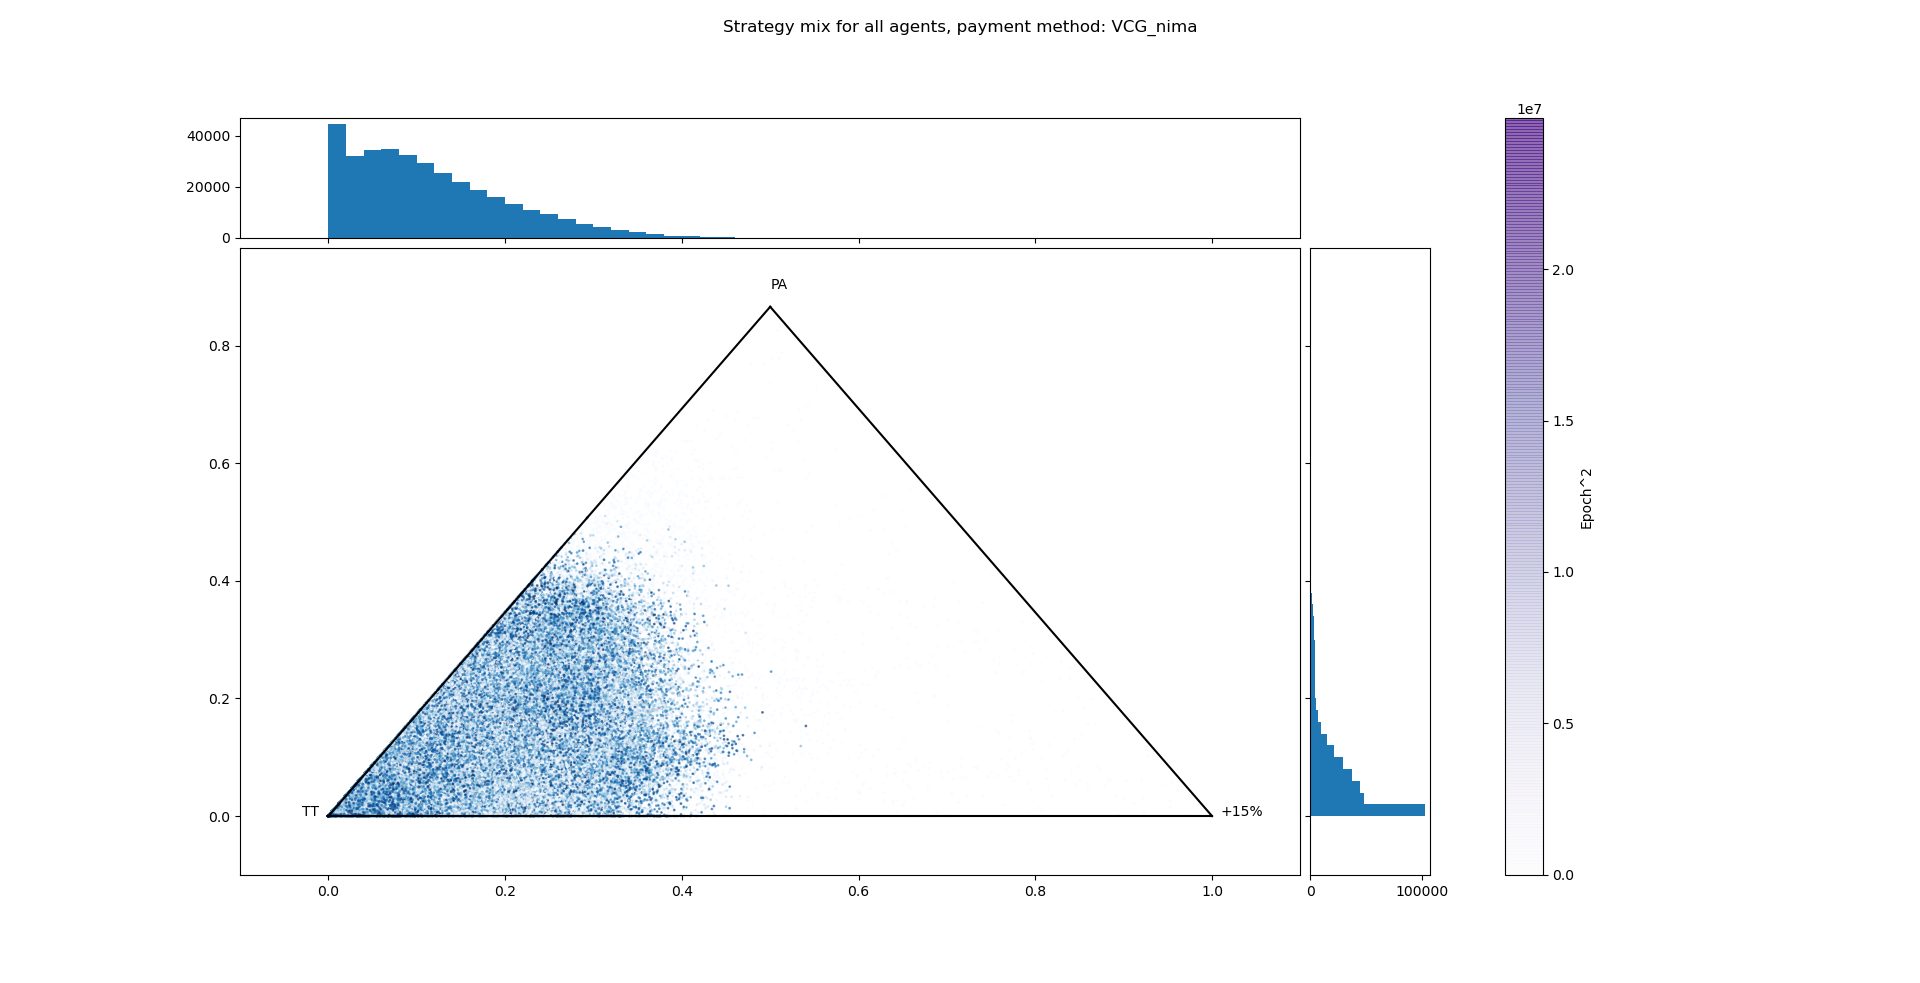 Strategy mix for all agents, payment method: VCG_nima
1e7
40000
20000
0
PA
2.0
0.8
1.5
0.6
Epoch^2
0.4
1.0
0.2
0.5
TT
+15%
0.0
0.0
0.0 0.2 0.4 0.6 0.8 1.0 0 100000